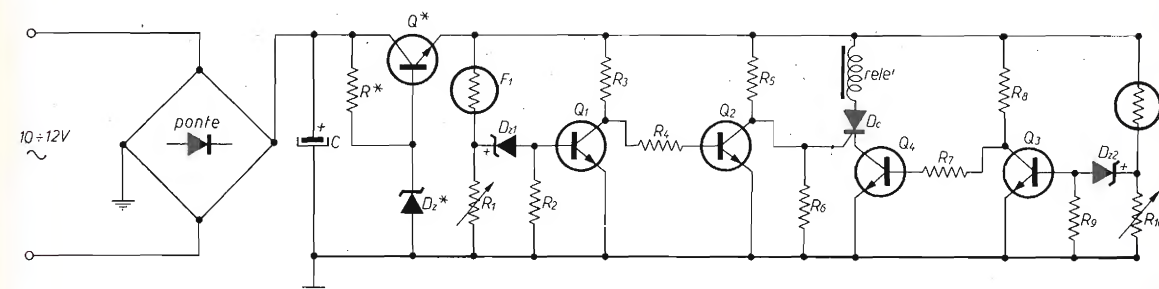 10÷12V
~
ponte
+
C
R*
Q*
Dz*
F1
+
Dz1
R1
R2
Q1
R3
R4
Q2
R5
R6
rele'
Dc
Q4
R7
R8
Q3
Dz2
+
R9
R10